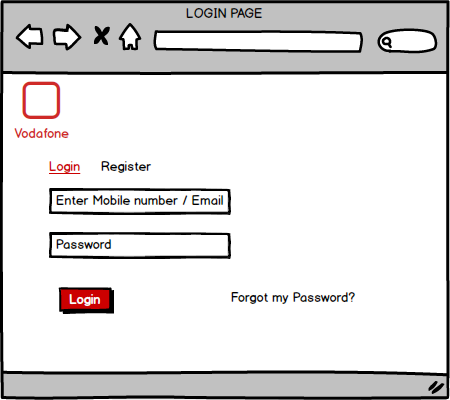 LOGIN PAGE
Vodafone
Login Register
Enter Mobile number / Email
Password
Login Forgot my Password?